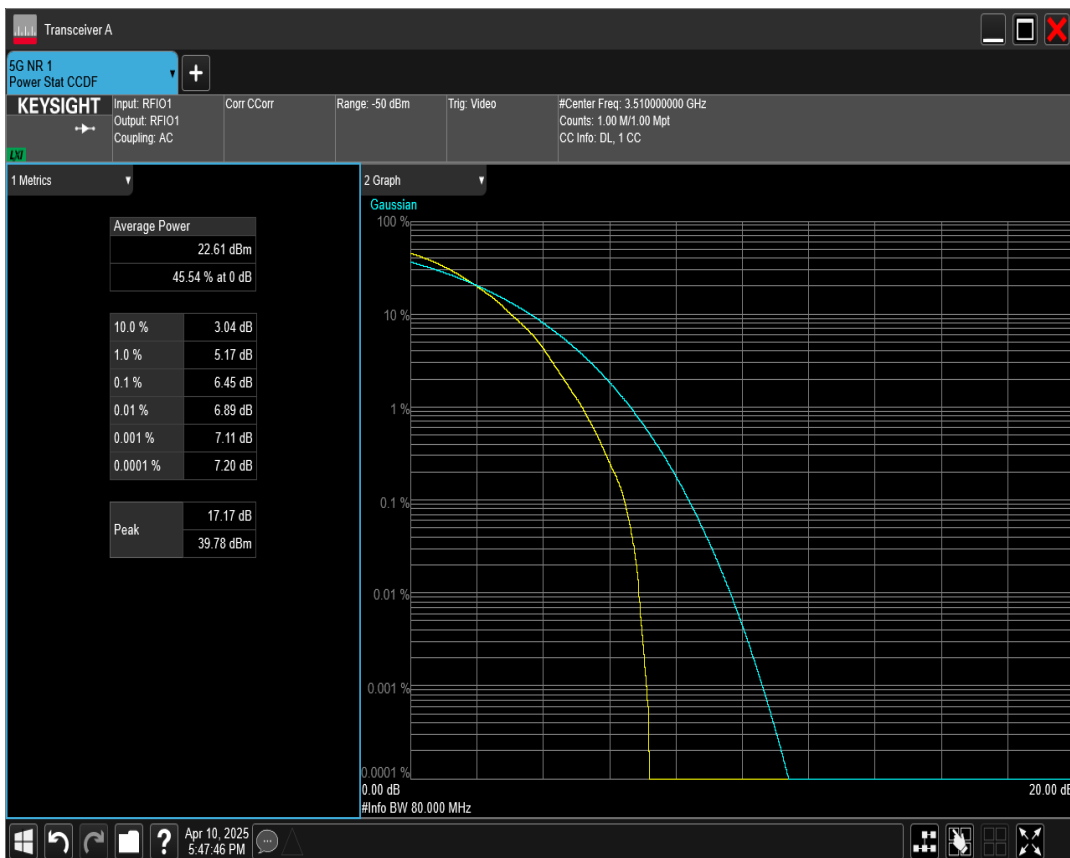 Transceiver A
5G NR 1
Power Stat CCDF
KEYSIGHT
LXI
Input: RFIO1
Output: RFIO1
Coupling: AC
Corr CCorr
Range: -50 dBm
Trig: Video
#Center Freq: 3.510000000 GHz
Counts: 1.00 M/1.00 Mpt
CC Info: DL, 1 CC
1 Metrics
Average Power
22.61 dBm
45.54 % at 0 dB
10.0 % 3.04 dB
1.0 % 5.17 dB
0.1 % 6.45 dB
0.01 % 6.89 dB
0.001 % 7.11 dB
0.0001 % 7.20 dB
Peak
17.17 dB
39.78 dBm
2 Graph
Gaussian
100 %
10 %
1 %
0.1 %
0.01 %
0.001 %
0.0001 %
0.00 dB
20.00 dB
#Info BW 80.000 MHz
?
Apr 10, 2025
5:47:46 PM